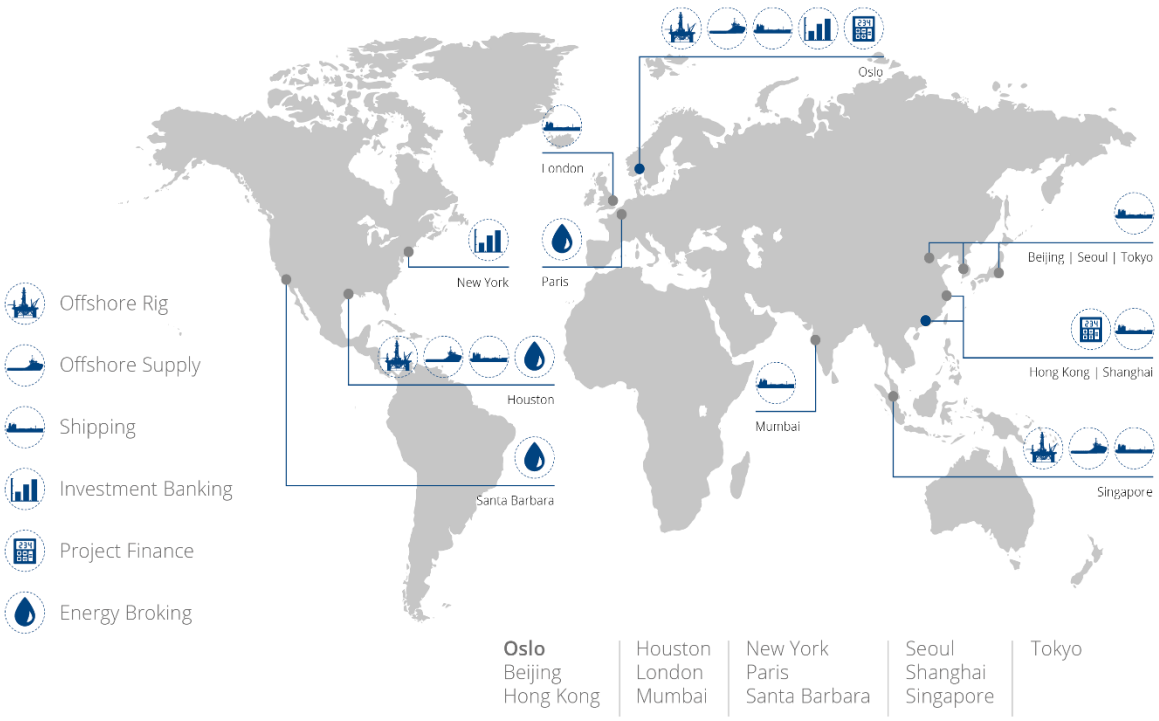 Oslo
London
New York
Paris
Beijing | Seoul | Tokyo
Offshore Rig
Offshore Supply
Shipping
Investment Banking
Project Finance
Energy Broking
Houston
Mumbai
Hong Kong | Shanghai
Santa Barbara
Singapore
Oslo
Beijing
Hong Kong
Houston
London
Mumbai
New York
Paris
Santa Barbara
Seoul
Shanghai
Singapore
Tokyo